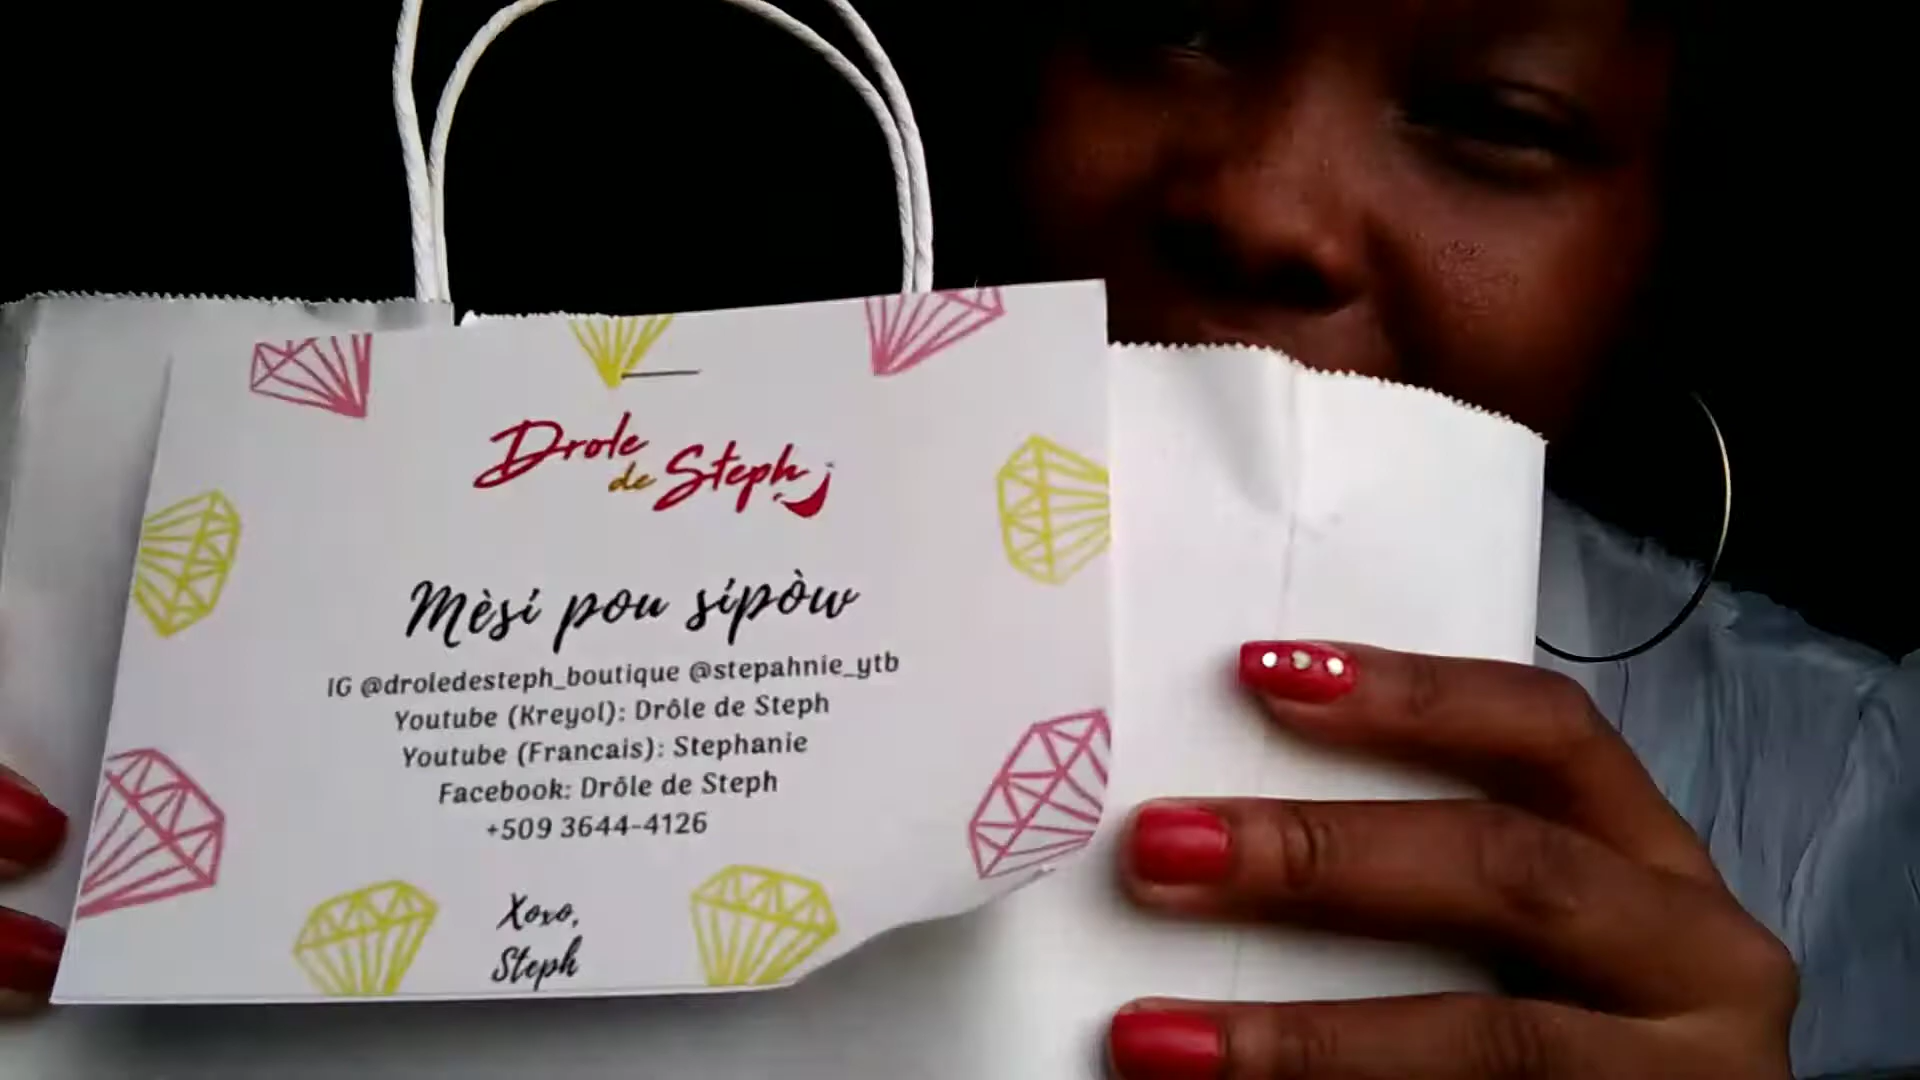 Drole
de Steph
Mèsi pou sipòw
IG @droledesteph_boutique @stepahnie_ytb
Youtube (Kreyol): Drôle de Steph
Youtube (Francais): Stephanie
Facebook: Drôle de Steph
+509 3644-4126
Xoxo,
Steph